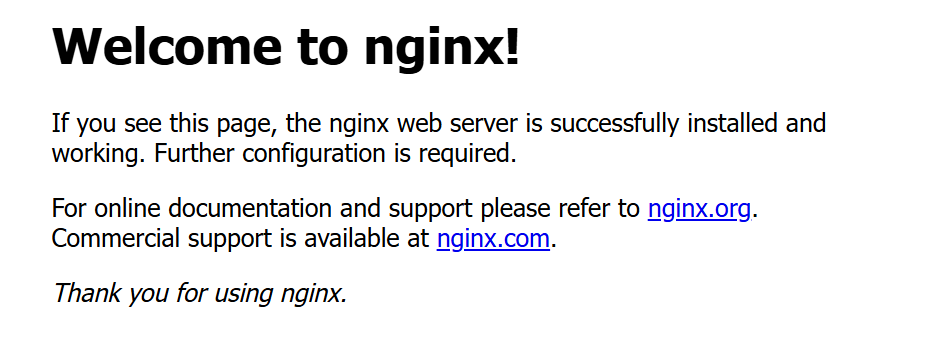 Welcome to nginx!
If you see this page, the nginx web server is successfully installed and
working. Further configuration is required.
For online documentation and support please refer to nginx.org.
Commercial support is available at nginx.com.
Thank you for using nginx.